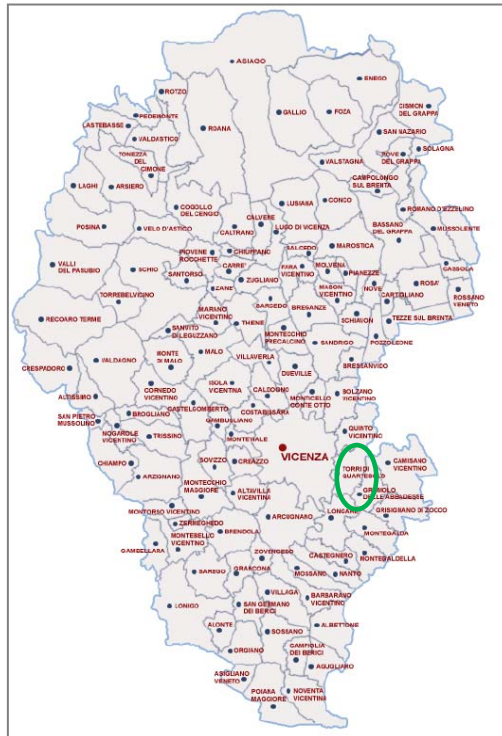 ASIAGO
ENEGO
ROTZO
CISMON
DEL GRAPPA
PEDEMONTE
GALLIO
FOZA
LASTEBASSE
ROANA
SAN NAZARIO
VALDASTICO
SOLAGNA
TONEZZA
DEL
CIMONE
VALSTAGNA
ROVE
DEL GRAPPA
CAMPOLONGO
SUL BRENTA
LAGHI
ARSIERO
COGOLLO
DEL CENGIO
LUSIANA
CONCO
ROMANO D'EZZELINO
CALVENE
BASSANO
DEL GRAPPA
MUSSOLENTE
POSINA
VELO D'ASTICO
CALTRANO
LUGO DI VICENZA
MAROSTICA
PIOVENE
ROCCHETTE
CHIUPPANO
SALCEDO
VALLI
DEL PASUBIO
SCHIO
CARRE'
FARA
VICENTINO
MOLVENA
PIANEZZE
CASSOLA
SANTORSO
ZUGLIANO
MASON
VICENTINO
NOVE
ROSA'
ZANE'
CARTIGLIANO
ROSSANO
VENETO
TORREBELVICINO
SARCEDO
BREGANZE
MARANO
VICENTINO
RECOARO TERME
THIENE
SCHIAVON
TEZZE SUL BRENTA
SANVITO
DI LEGUZZANO
MONTECCHIO
PRECALCINO
SANDRIGO
POZZOLEONE
VALDAGNO
MONTE
DI MALO
MALO
VILLAVERLA
BRESSANVIDO
CRESPADORO
DUEVILLE
ISOLA
VICENTINA
CALDOGNO
ALTISSIMO
CORNEDO
VICENTINO
MONTICELLO
CONTE OTTO
BOLZANO
VICENTINO
BROGLIANO
CASTELGOMBERTO
COSTABISSARA
SAN PIETRO
MUSSOLINO
GAMBUGLIANO
QUINTO
VICENTINO
NOGAROLE
VICENTINO
TRISSINO
MONTEVIALE
VICENZA
CHIAMPO
SOVIZZO
CREAZZO
TORRI DI
QUARTESOLO
CAMISANO
VICENTINO
ARZIGNANO
MONTECCHIO
MAGGIORE
ALTAVILLA
VICENTINA
GRUMOLO
DELLE ABBADESSE
MONTORSO VICENTINO
ARCUGNANO
LONGARE
GRISIGNANO DI ZOCCO
ZERMEGHEDO
MONTEGALDA
MONTEBELLO
VICENTINO
BRENDOLA
GAMBELLARA
ZOVENCEDO
CASTEGNERO
MONTEGALDELLA
SAREGO
GRANCONA
MOSSANO
NANTO
VILLAGA
BARBARANO
VICENTINO
LONIGO
SAN GERMANO
DEI BERICI
ALONTE
SOSSANO
ALBETTONE
ORGIANO
CAMPIGLIA
DEI BERICI
AGUGLIARO
ASIGLIANO
VENETO
POIANA
MAGGIORE
NOVENTA
VICENTINA